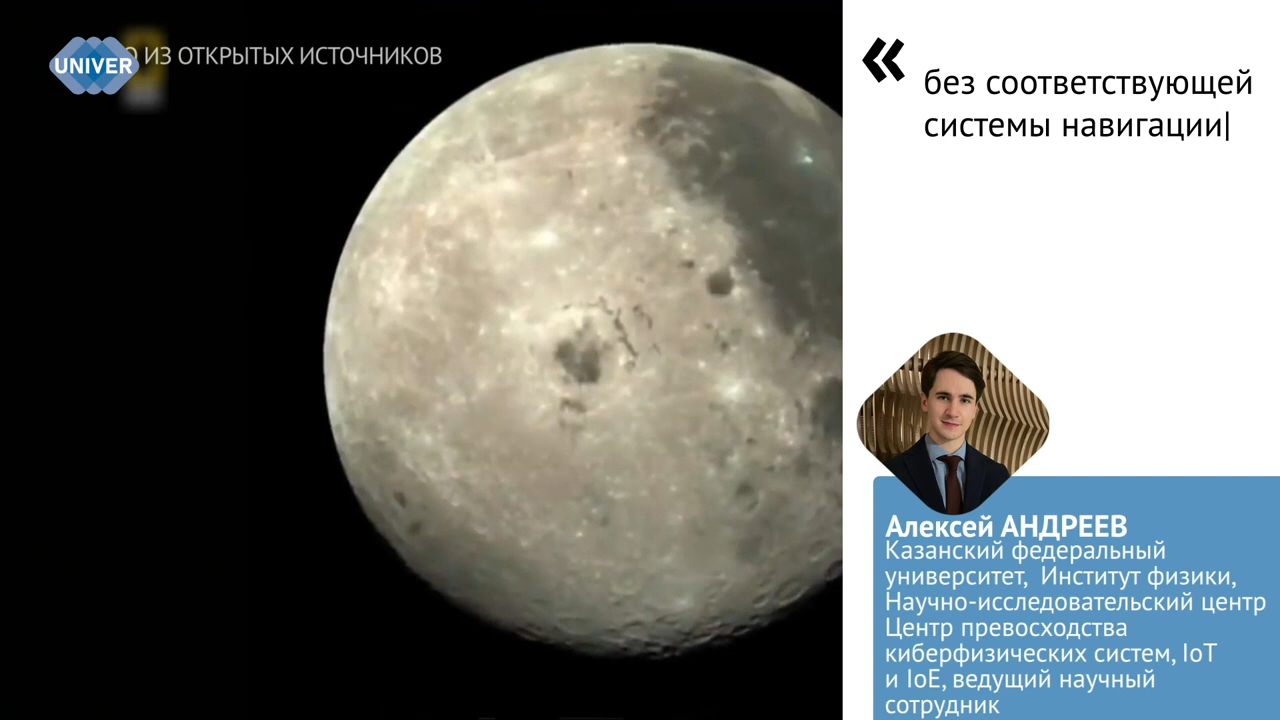 UNIVER
ИЗ ОТКРЫТЫХ ИСТОЧНИКОВ
«
без соответствующей
системы навигации|
Алексей АНДРЕЕВ
Казанский федеральный
университет, Институт физики,
Научно-исследовательский центр
Центр превосходства
киберфизических систем, IoT
и IoE, ведущий научный
сотрудник